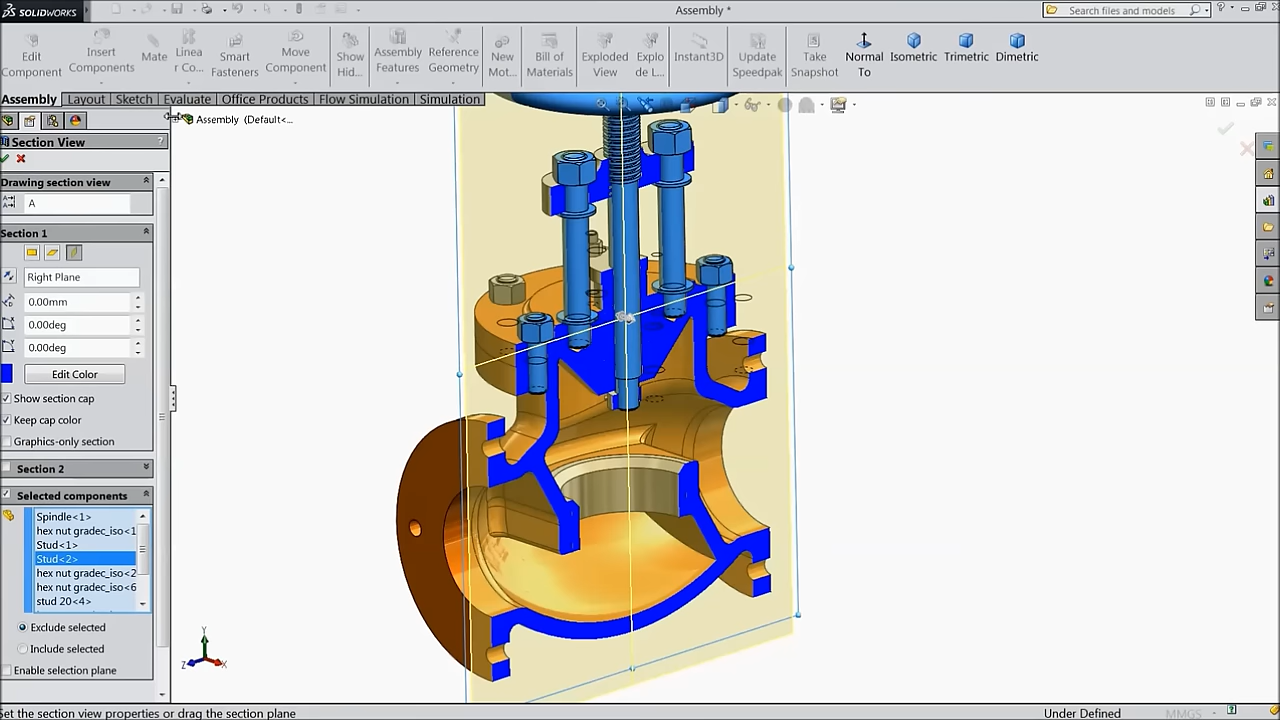 SOLIDWORKS
Assembly *
Search files and models
Edit
Component
Insert
Components
Mate
Linea
r Co...
Smart
Fasteners
Move
Component
Show
Hid...
Assembly
Features
Reference
Geometry
New
Mot...
Bill of
Materials
Exploded
View
Explo
de L...
Instant3D
Update
Speedpak
Take
Snapshot
Normal
To
Isometric
Trimetric
Dimetric
Assembly Layout Sketch Evaluate Office Products Flow Simulation Simulation
Assembly (Default<...
Section View ?
Drawing section view
A
Section 1
Right Plane
0.00mm
0.00deg
0.00deg
Edit Color
Show section cap
Keep cap color
Graphics-only section
Section 2
Selected components
Spindle<1>
hex nut gradec_iso<1
Stud<1>
Stud<2>
hex nut gradec_iso<2
hex nut gradec_iso<6
stud 20<4>
Exclude selected
Include selected
Enable selection plane
Y
Z X
et the section view properties or drag the section plane
Under Defined
MMGS